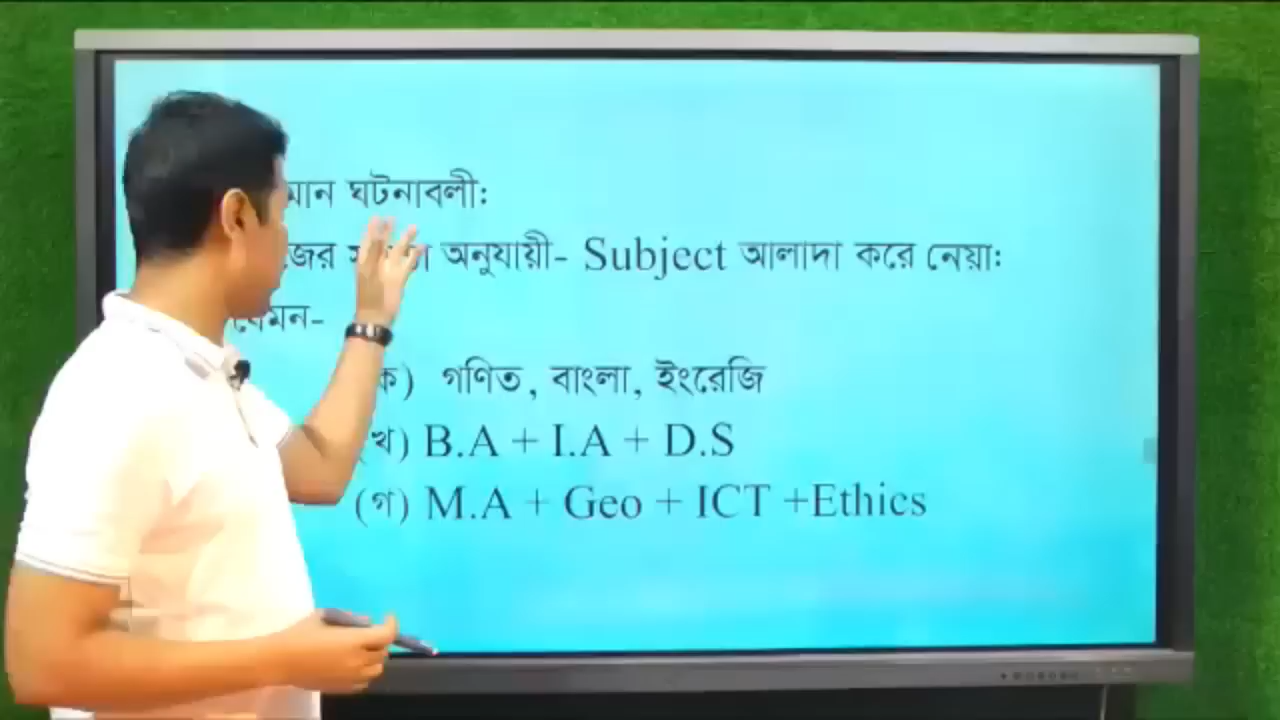 ঘটনাবলী:
অনুযায়ী- Subject আলাদা করে নেয়া:
যেমন-
ক) গণিত, বাংলা, ইংরেজি
(খ) B.A + I.A + D.S
(গ) M.A + Geo + ICT +Ethics